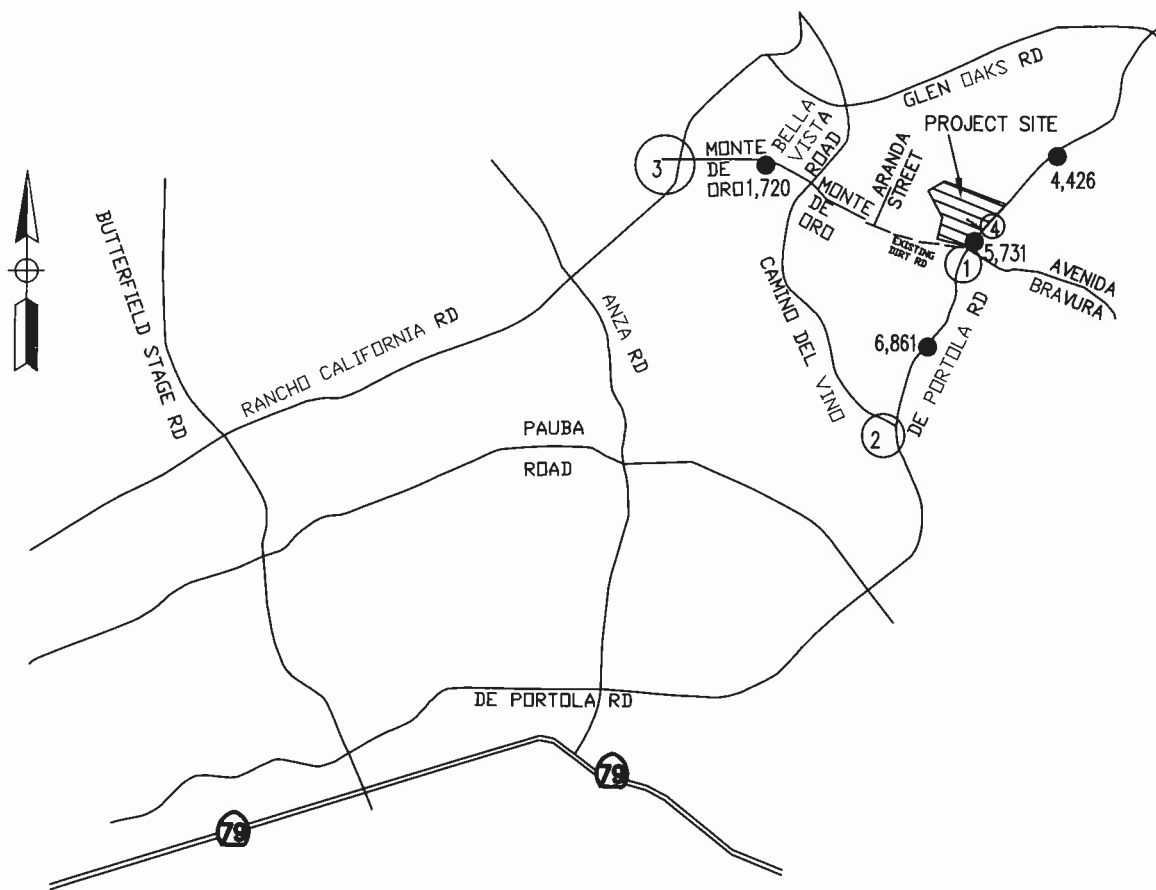 GLEN OAKS RD
PROJECT SITE
BELLA
VISTA
ROAD
MONTE
DE
ORO
1,720
3
MONTE
DE
ORO
ARANDA
STREET
4,426
4
5,731
EXISTING
DIRT RD
1
AVENIDA
BRAVURA
BUTTERFIELD STAGE RD
RANCHO CALIFORNIA RD
ANZA RD
CAMINO DEL VINO
6,861
DE PORTOLA RD
2
PAUBA
ROAD
DE PORTOLA RD
79
79